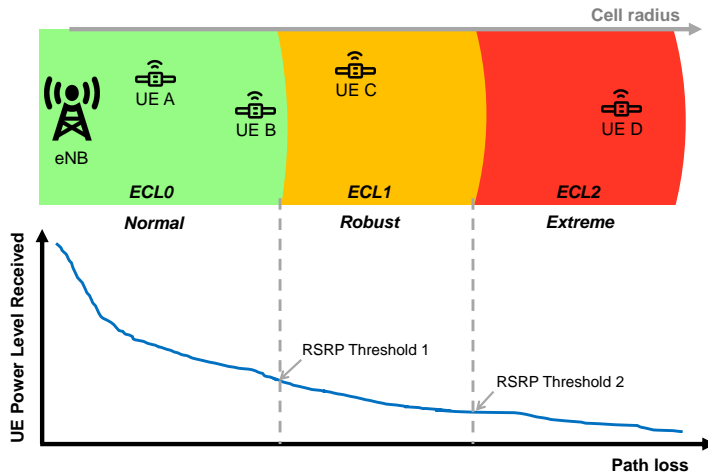 Cell radius
UE A
UE B
UE C
UE D
eNB
ECL0
ECL1
ECL2
Normal
Robust
Extreme
UE Power Level Received
RSRP Threshold 1
RSRP Threshold 2
Path loss